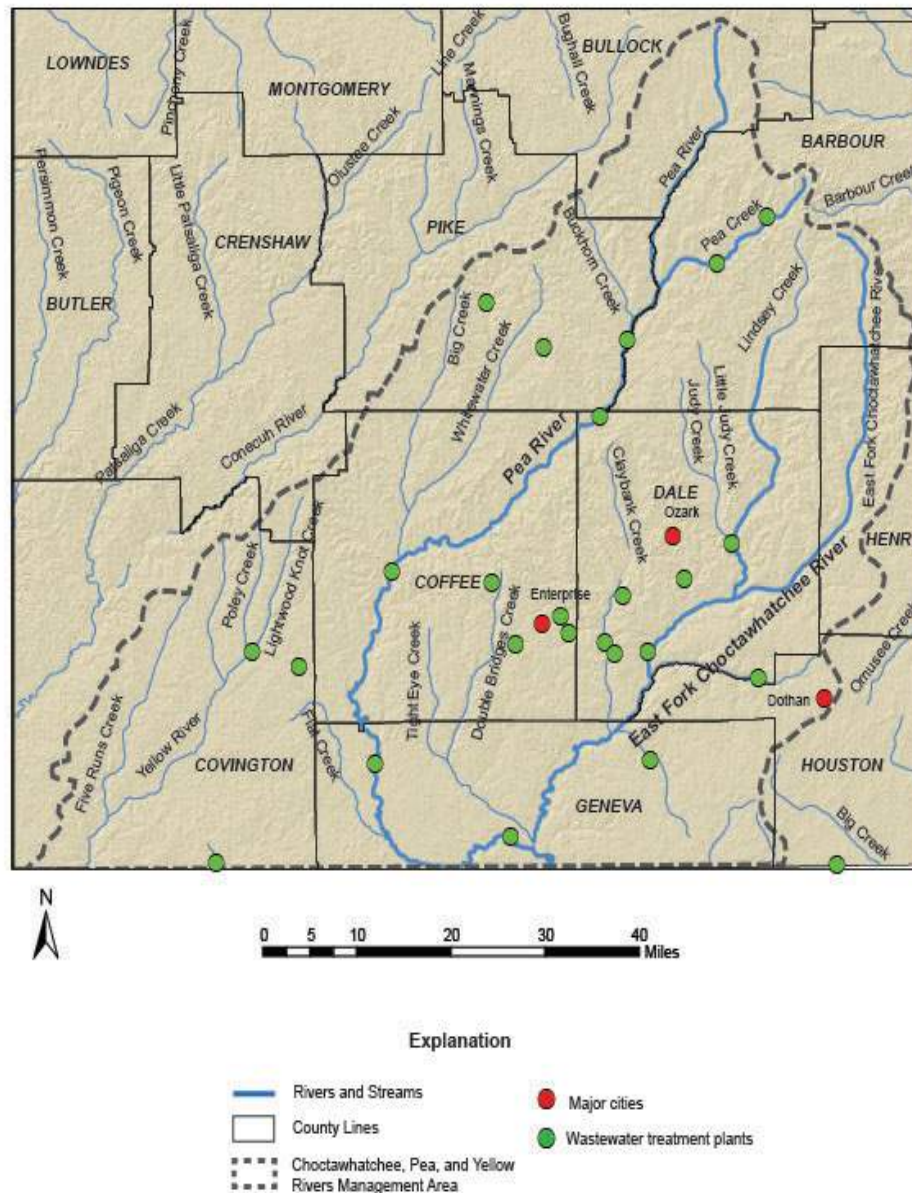 LOWNDES
Pinchony Creek
MONTGOMERY
Line Creek
Bughall Creek
BULLOCK
Mannings Creek
BARBOUR
Persimmon Creek
Pigeon Creek
Little Patsaliga Creek
Olustee Creek
Pea River
Barbour Creek
CRENSHAW
PIKE
Buckhorn Creek
Pea Creek
BUTLER
Big Creek
Whitewater Creek
Lindsey Creek
East Fork Choctawhatchee River
Patsaliga Creek
Conecuh River
Pea River
Judy Creek
Little Judy Creek
Claybank Creek
DALE
Ozark
HENR
Poley Creek
Lightwood Knot Creek
COFFEE
Enterprise
East Fork Choctawhatchee River
Tight Eye Creek
Double Bridges Creek
Omusee Creek
Dothan
Five Runs Creek
Yellow River
Flat Creek
COVINGTON
HOUSTON
GENEVA
Big Creek
N
0 5 10 20 30 40
Miles
Explanation
Rivers and Streams
Major cities
County Lines
Wastewater treatment plants
Choctawhatchee, Pea, and Yellow
Rivers Management Area